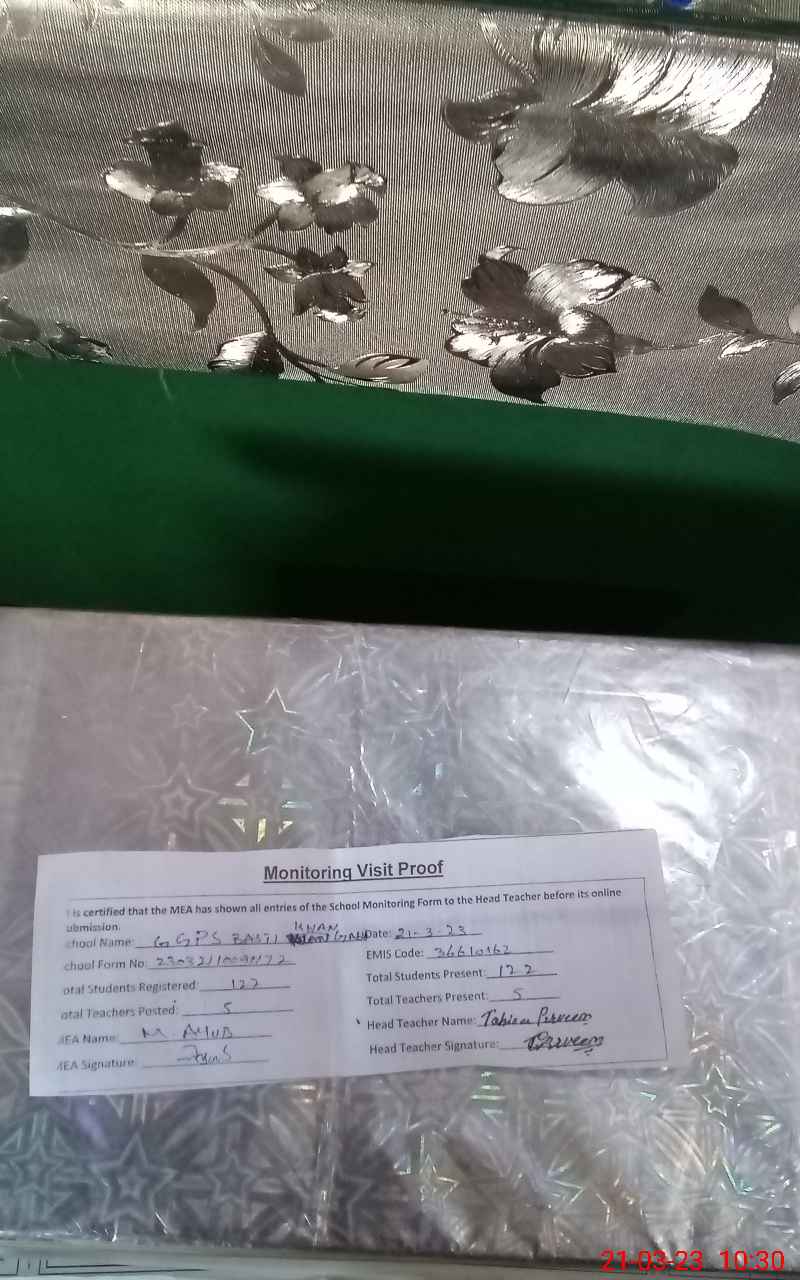 Monitoring Visit Proof
t is certified that the MEA has shown all entries of the School Monitoring Form to the Head Teacher before its online
ubmission.
chool Name: GGPS BASTI KHAN Date: 21-3-23
chool Form No: EMIS Code: 36610162
otal Students Registered: 122 Total Students Present: 122
otal Teachers Posted: 5 Total Teachers Present: 5
MEA Name: M. AYUB Head Teacher Name: Perveen
MEA Signature: Head Teacher Signature: Perveen
21-03-23 10:30